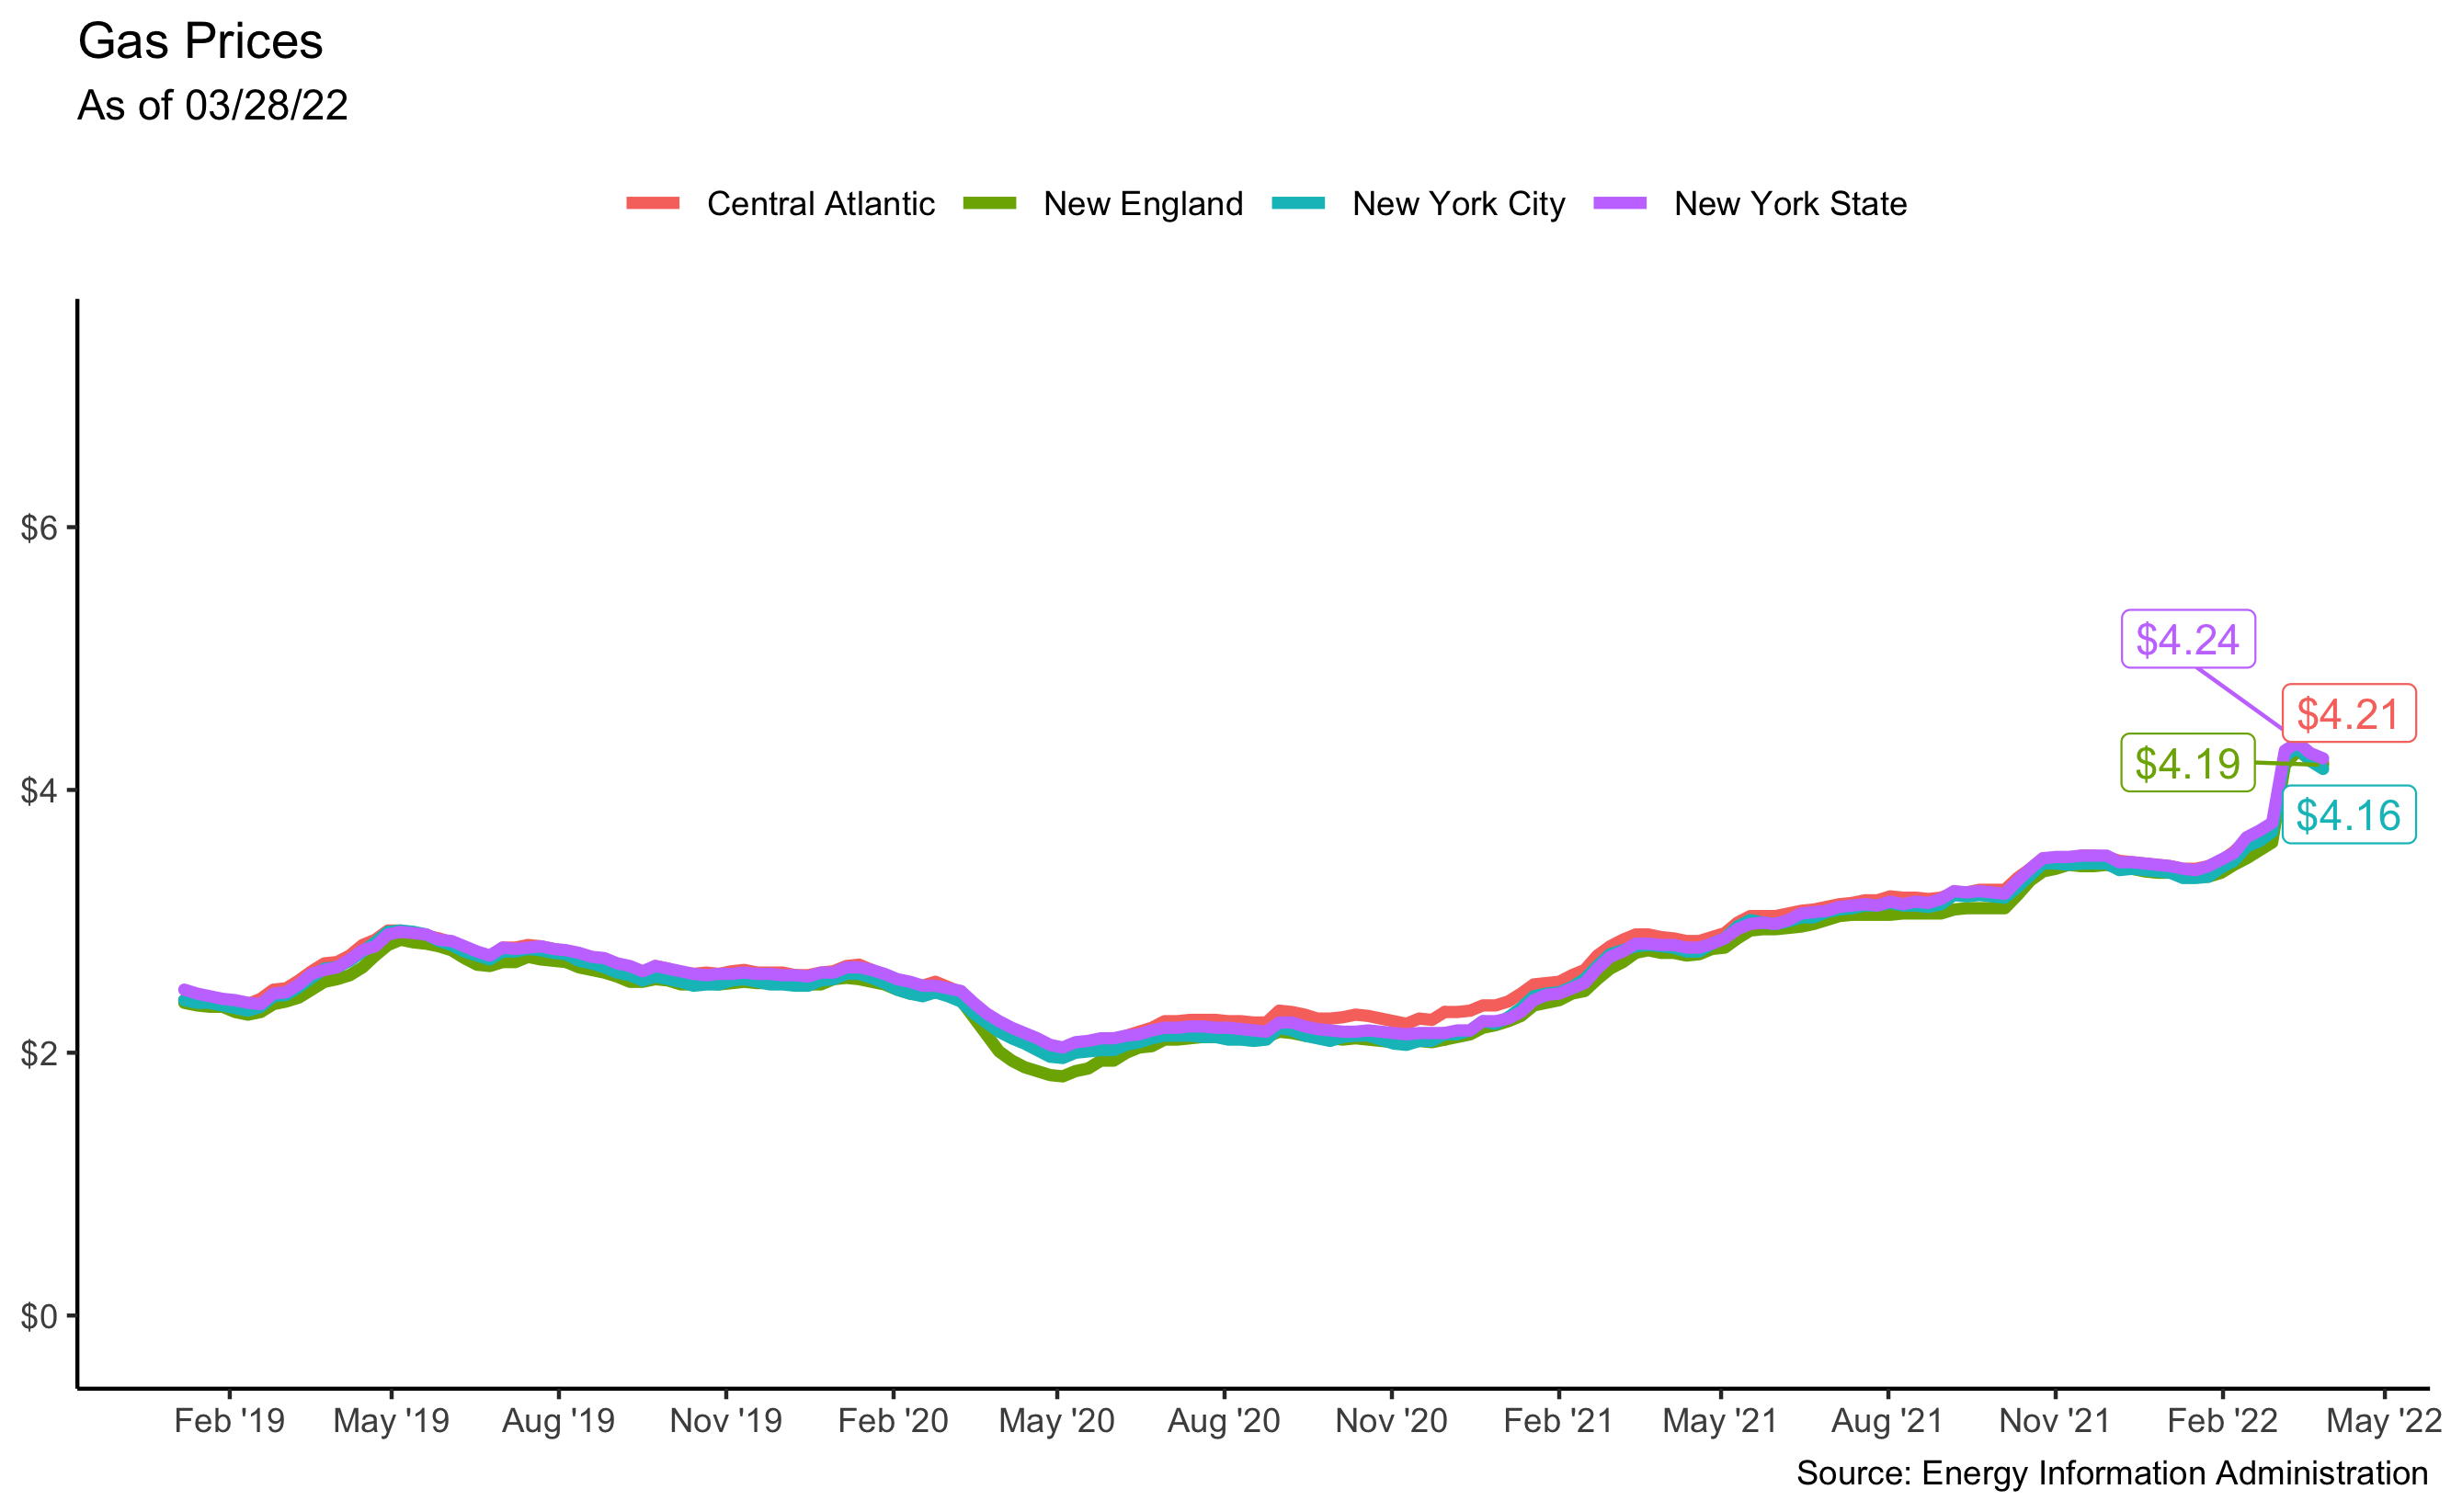 Gas Prices
As of 03/28/22
Central Atlantic New England New York City New York State
$6
$4
$2
$0
$4.24
$4.21
$4.19
$4.16
Feb '19 May '19 Aug '19 Nov '19 Feb '20 May '20 Aug '20 Nov '20 Feb '21 May '21 Aug '21 Nov '21 Feb '22 May '22
Source: Energy Information Administration